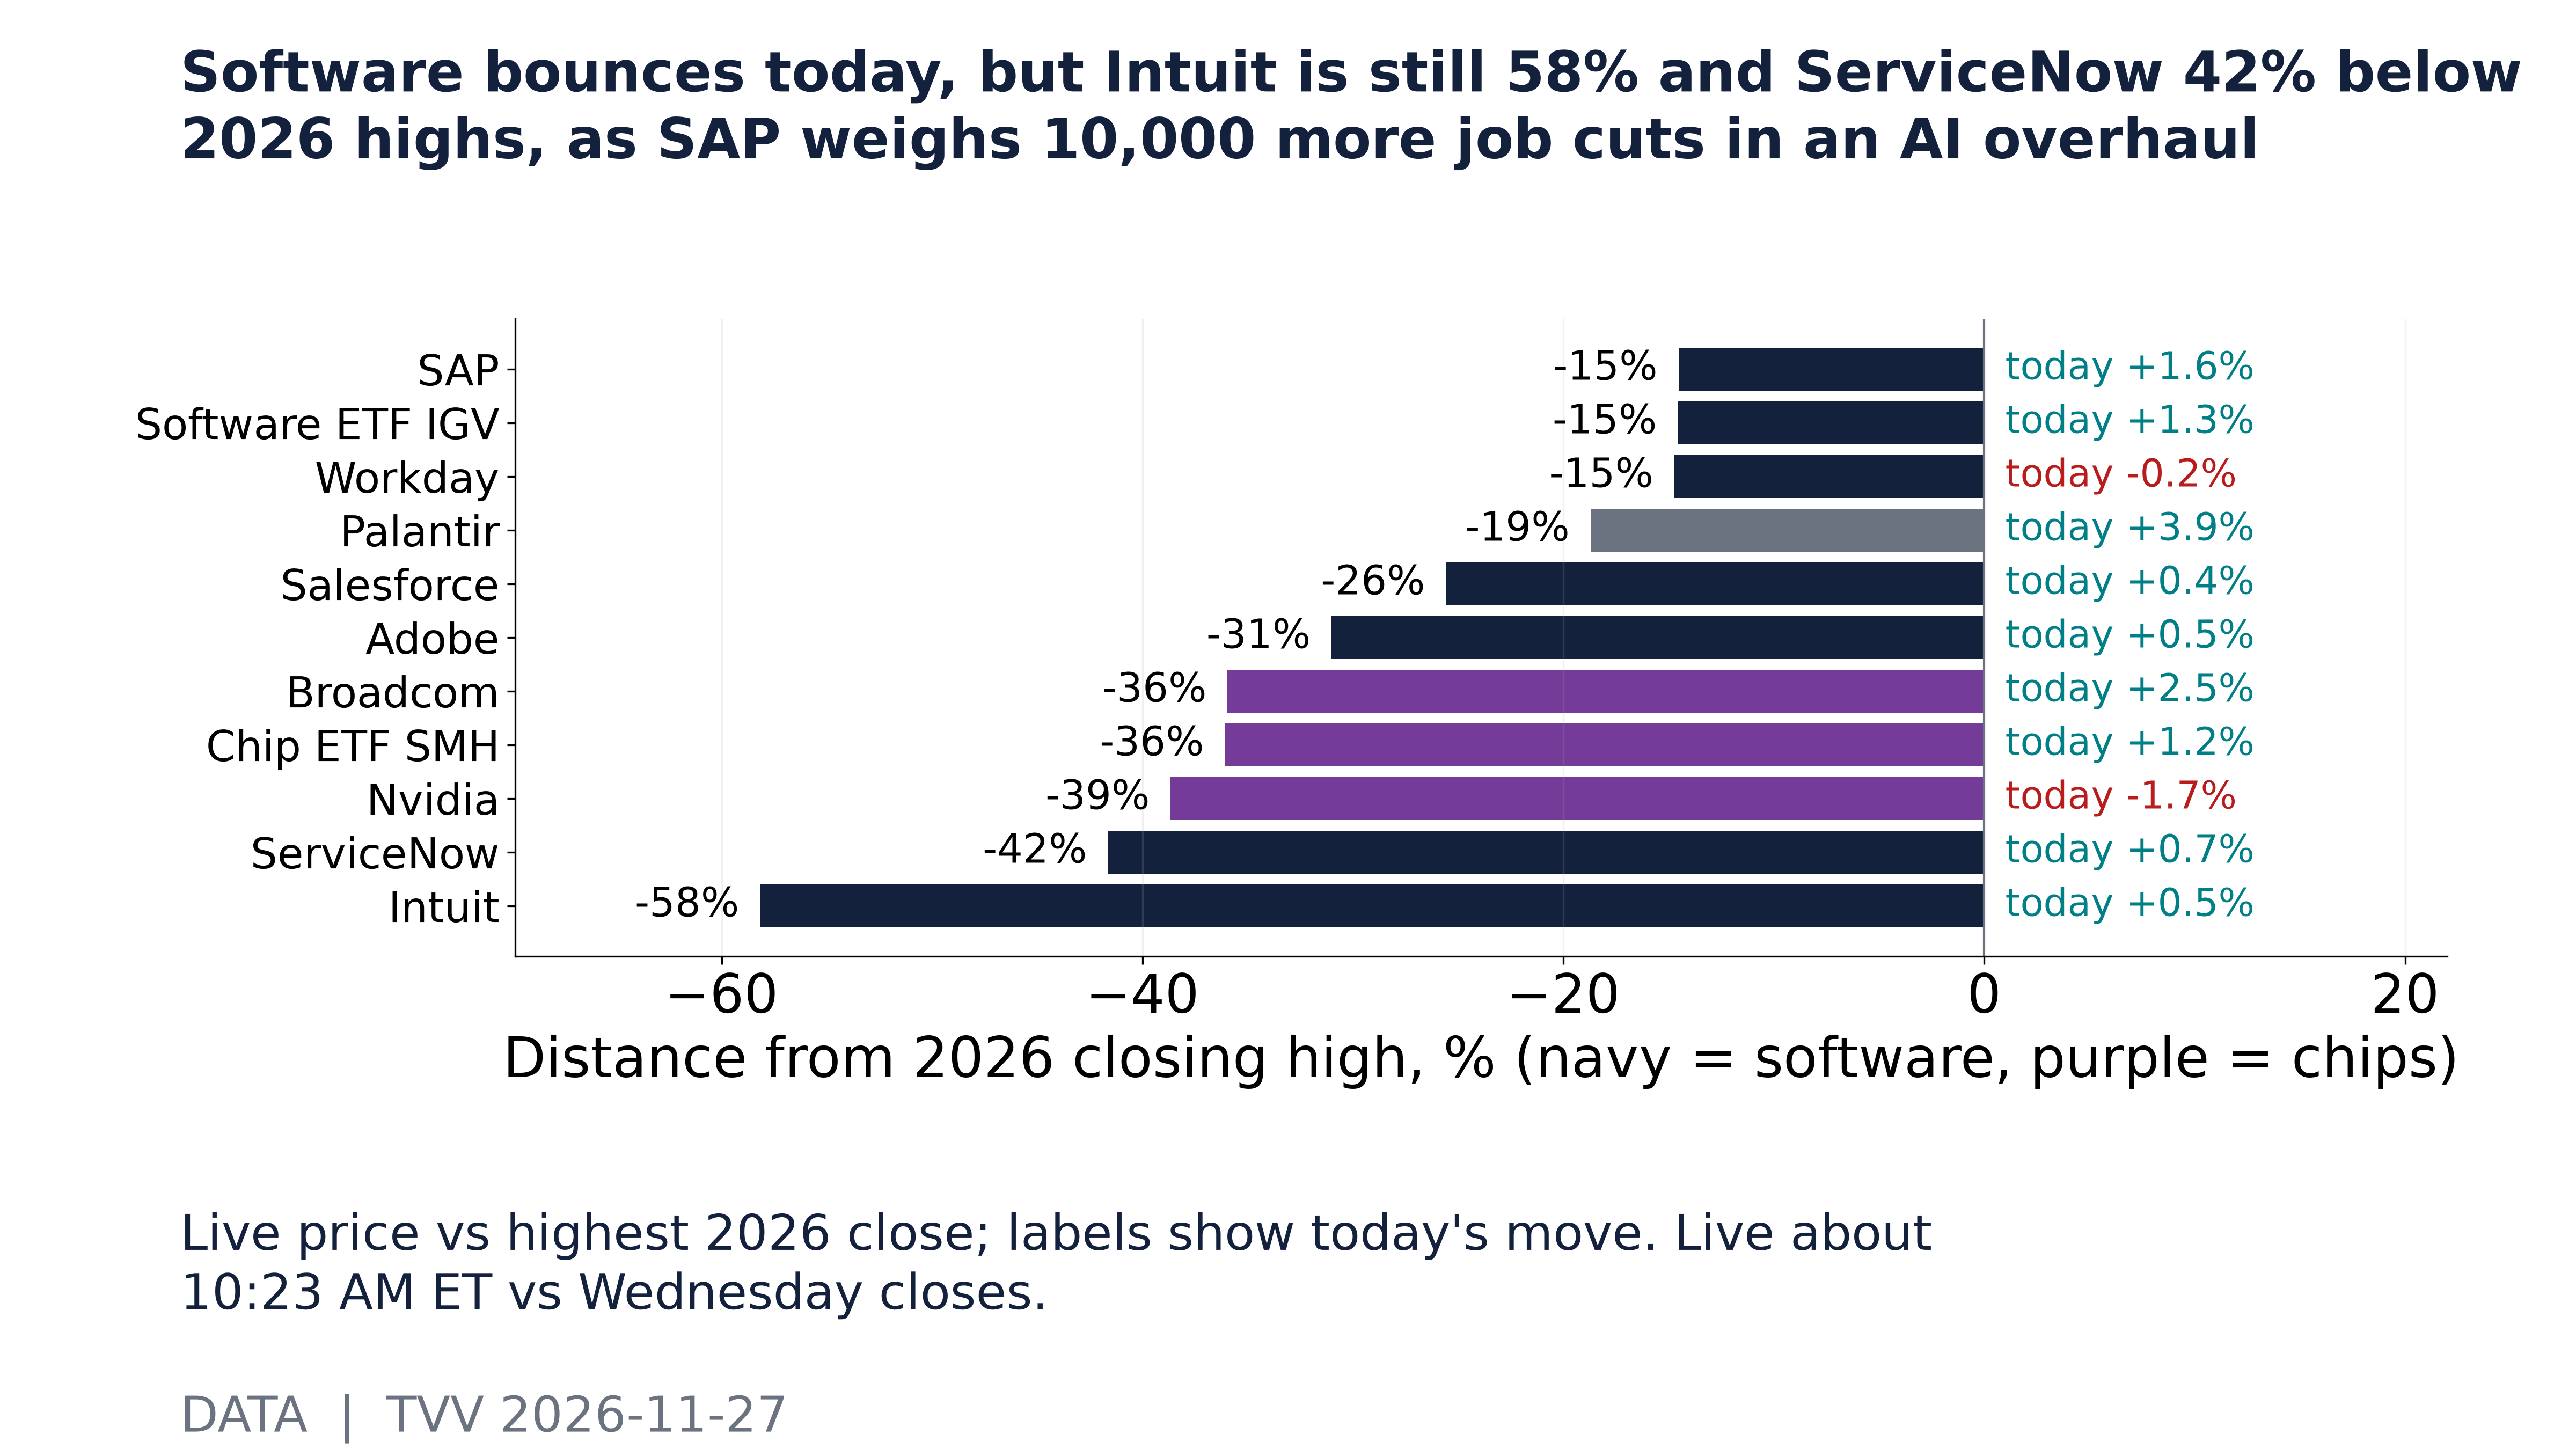 Software bounces today, but Intuit is still 58% and ServiceNow 42% below
2026 highs, as SAP weighs 10,000 more job cuts in an AI overhaul
SAP -15% today +1.6%
Software ETF IGV -15% today +1.3%
Workday -15% today -0.2%
Palantir -19% today +3.9%
Salesforce -26% today +0.4%
Adobe -31% today +0.5%
Broadcom -36% today +2.5%
Chip ETF SMH -36% today +1.2%
Nvidia -39% today -1.7%
ServiceNow -42% today +0.7%
Intuit -58% today +0.5%
−60 −40 −20 0 20
Distance from 2026 closing high, % (navy = software, purple = chips)
Live price vs highest 2026 close; labels show today's move. Live about
10:23 AM ET vs Wednesday closes.
DATA | TVV 2026-11-27